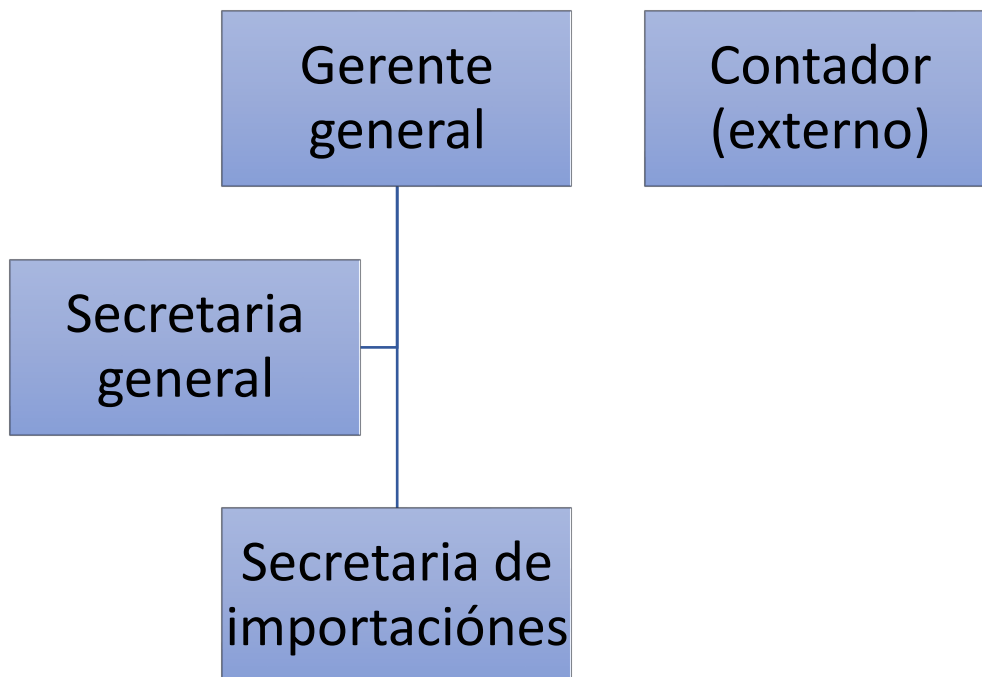 Gerente
general
Contador
(externo)
Secretaria
general
Secretaria de
importaciónes